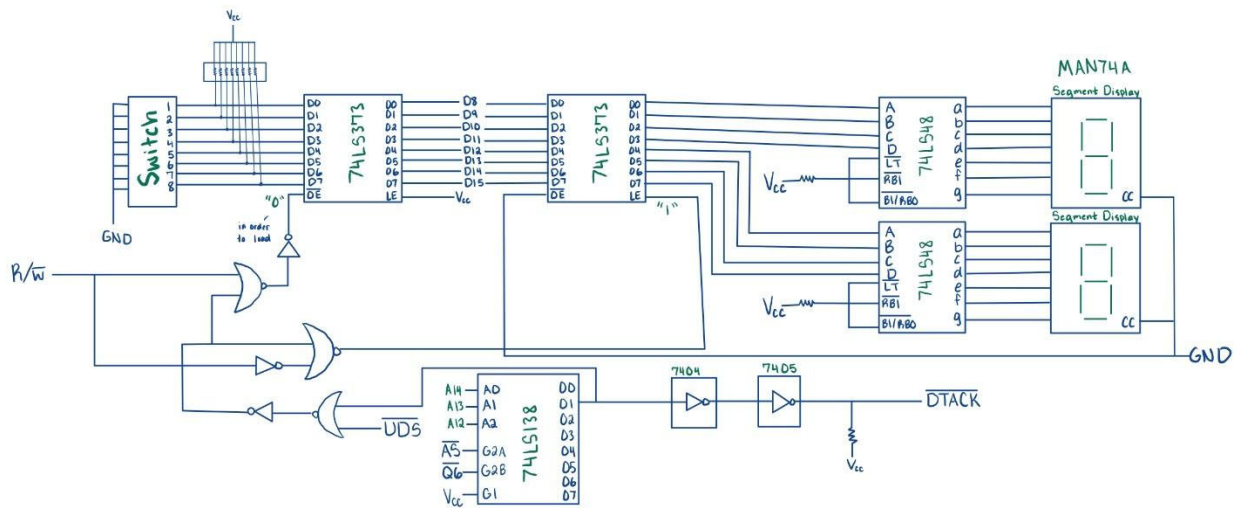 Vcc
Switch
1
2
3
4
5
6
7
8
GND
"0"
in order
to load
74LS373
D0
D1
D2
D3
D4
D5
D6
D7
OE
D0
D1
D2
D3
D4
D5
D6
D7
LE
D8
D9
D10
D11
D12
D13
D14
D15
Vcc
74LS373
D0
D1
D2
D3
D4
D5
D6
D7
OE
D0
D1
D2
D3
D4
D5
D6
D7
LE
"1"
MAN74A
Segment Display
CC
Vcc
74LS48
A
B
C
D
LT
RBI
BI/RBO
a
b
c
d
e
f
g
Segment Display
CC
Vcc
74LS48
A
B
C
D
LT
RBI
BI/RBO
a
b
c
d
e
f
g
GND
R/W
UDS
A14
A13
A12
AS
Q6
Vcc
74LS138
A0
A1
A2
G2A
G2B
G1
D0
D1
D2
D3
D4
D5
D6
D7
7404
7405
DTACK
Vcc